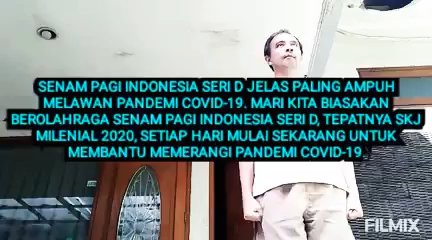 SENAM PAGI INDONESIA SERI D JELAS PALING AMPUH
MELAWAN PANDEMI COVID-19. MARI KITA BIASAKAN
BEROLAHRAGA SENAM PAGI INDONESIA SERI D, TEPATNYA SKJ
MILENIAL 2020, SETIAP HARI MULAI SEKARANG UNTUK
MEMBANTU MEMERANGI PANDEMI COVID-19.
FILMIX